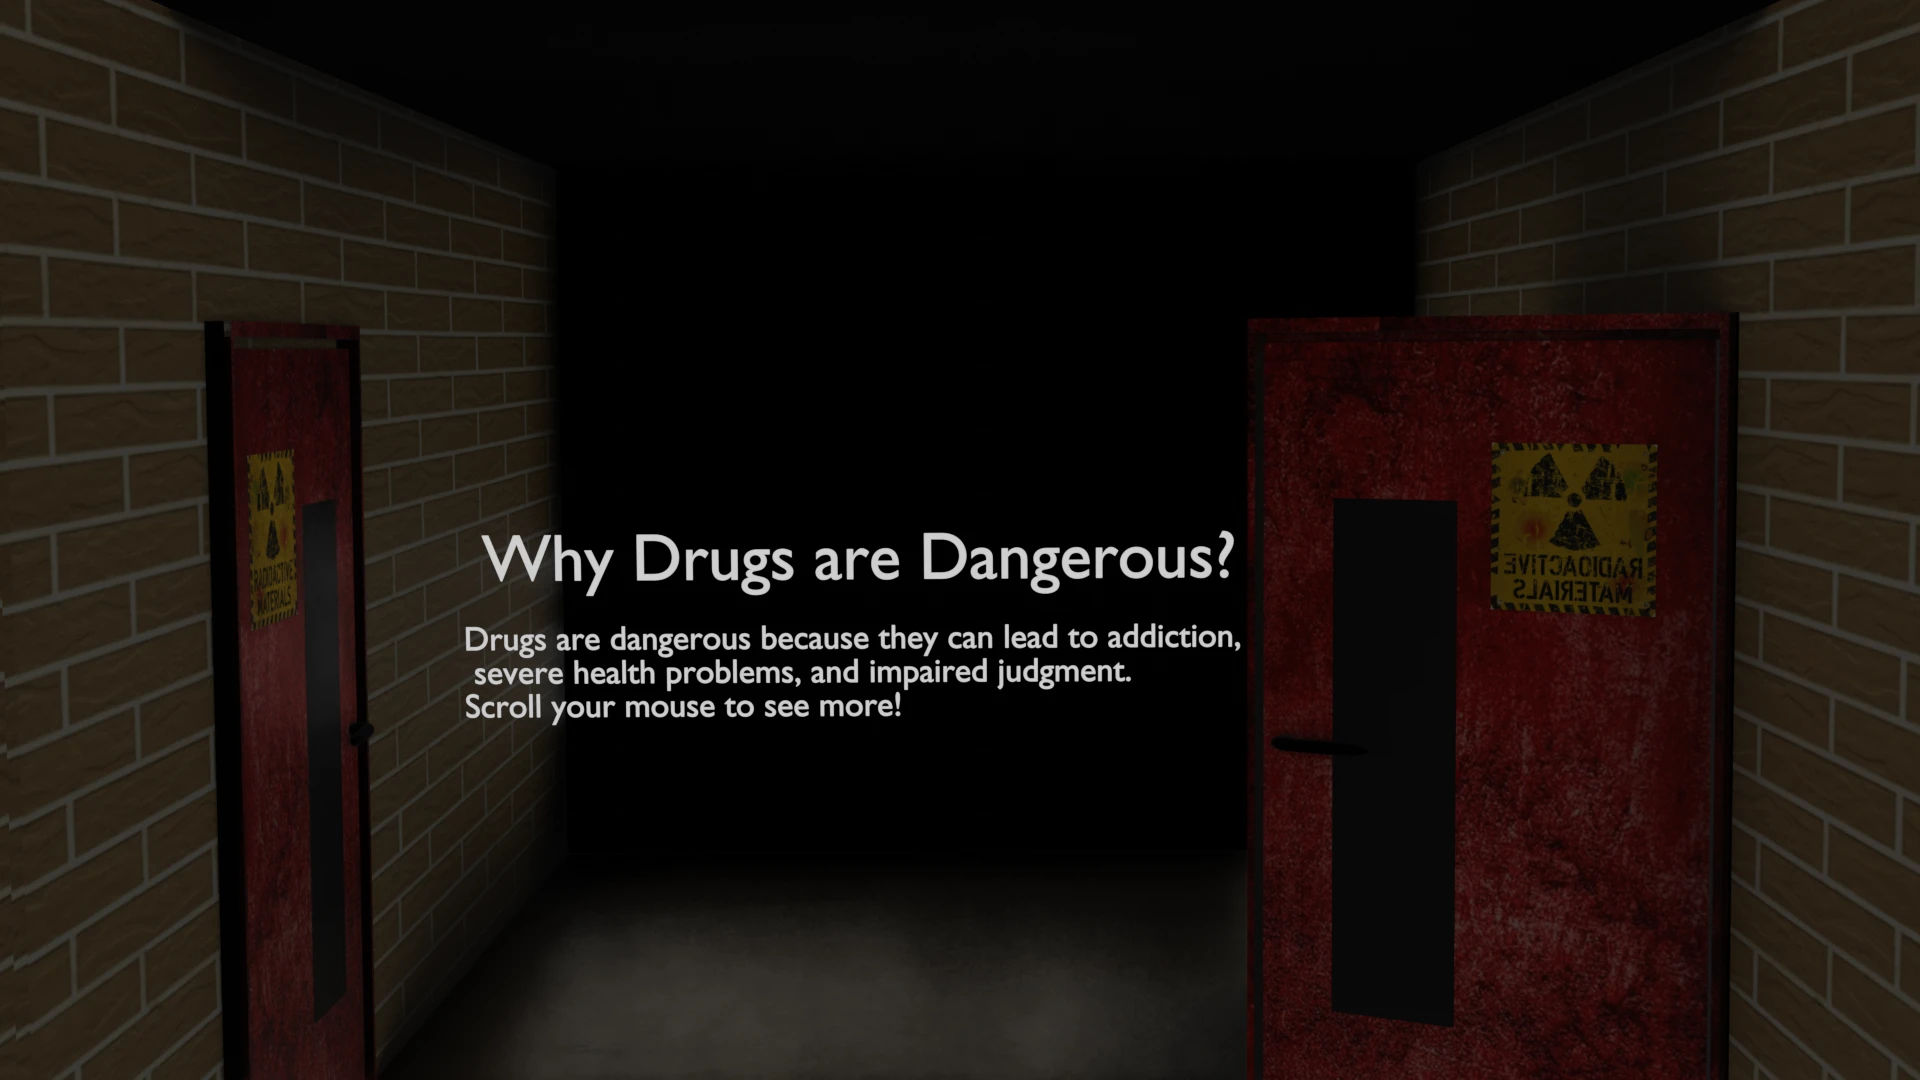 Why Drugs are Dangerous?
Drugs are dangerous because they can lead to addiction,
severe health problems, and impaired judgment.
Scroll your mouse to see more!
RADIOACTIVE
MATERIALS
RADIOACTIVE
MATERIALS